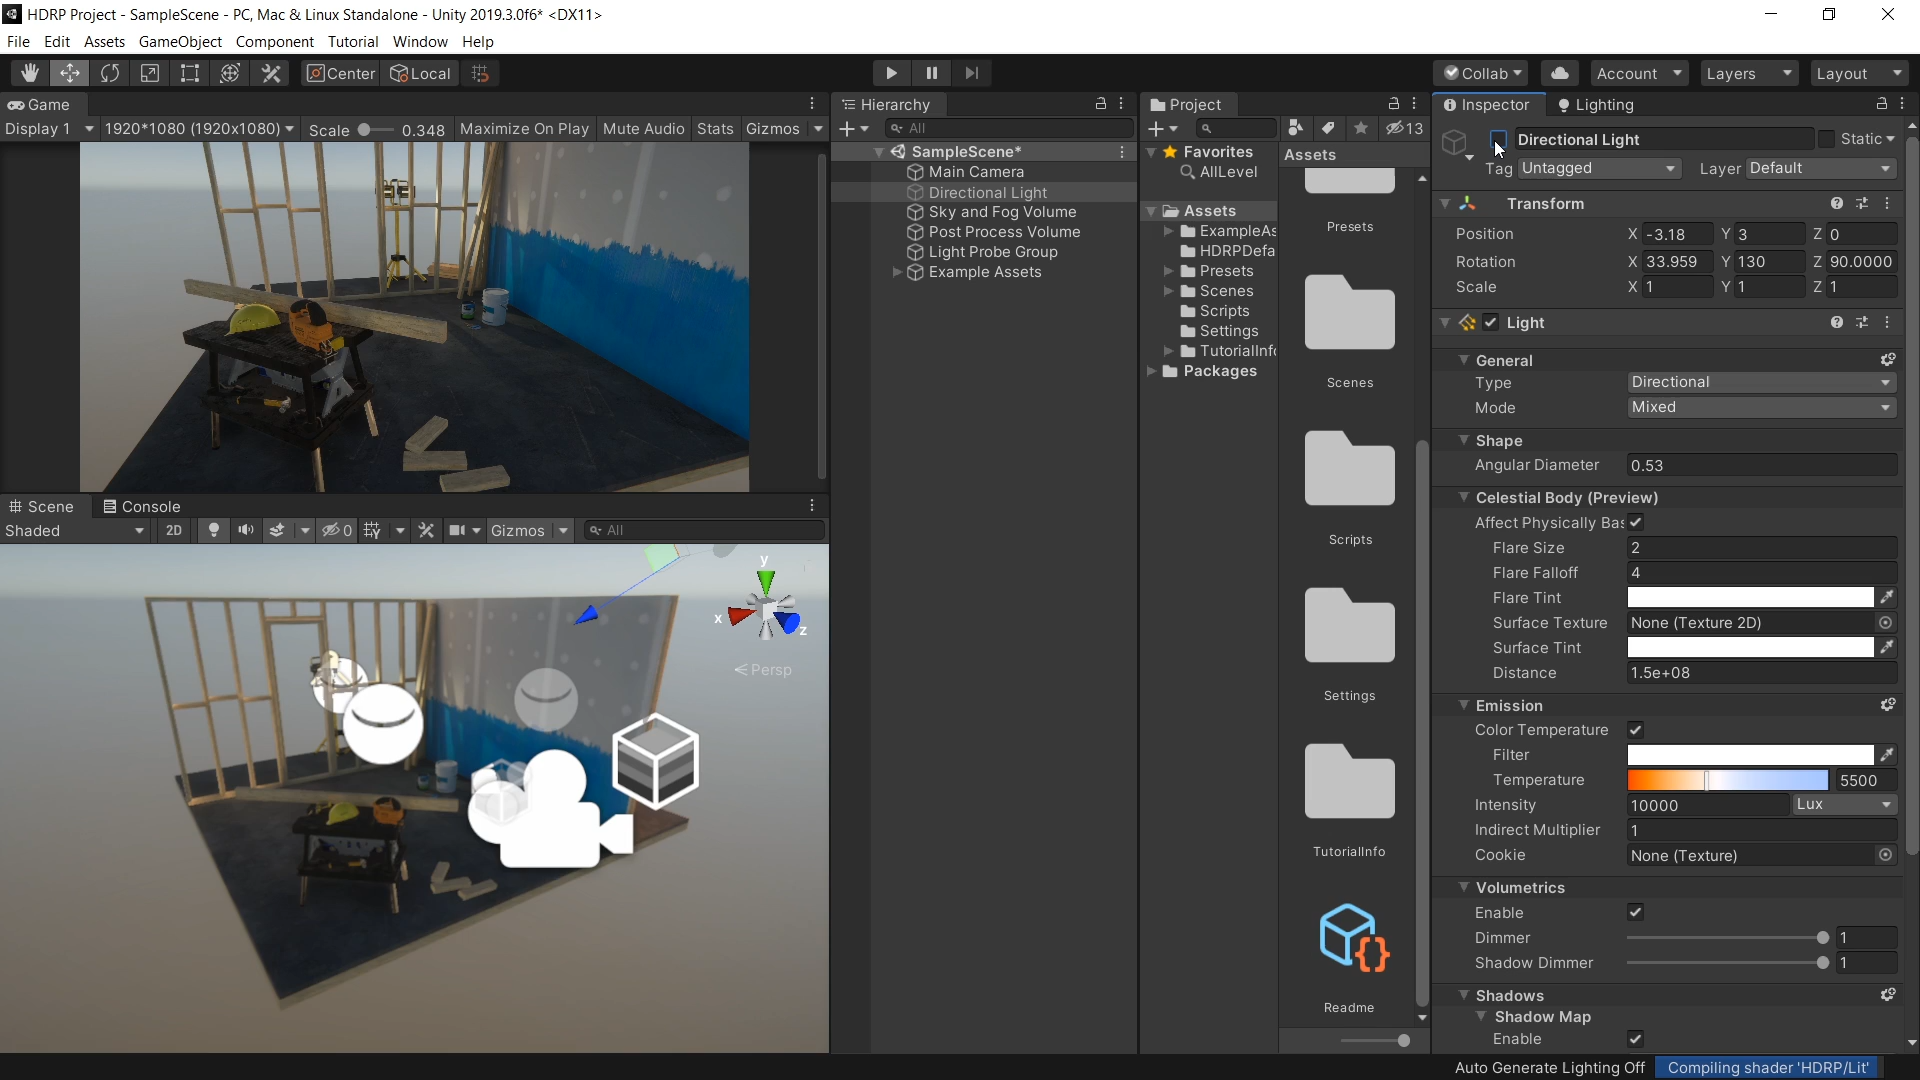 HDRP Project - SampleScene - PC, Mac & Linux Standalone - Unity 2019.3.0f6* <DX11>
File Edit Assets GameObject Component Tutorial Window Help
Center Local Collab Account Layers Layout
Game
Display 1 1920*1080 (1920x1080) Scale 0.348 Maximize On Play Mute Audio Stats Gizmos
Scene Console
Shaded 2D 0 Gizmos All
y
x
z
Persp
Hierarchy
All
SampleScene*
Main Camera
Directional Light
Sky and Fog Volume
Post Process Volume
Light Probe Group
Example Assets
Project
13
Favorites
AllLevel
Assets
ExampleAs
HDRPDefa
Presets
Scenes
Scripts
Settings
TutorialInfo
Packages
Assets
Presets
Scenes
Scripts
Settings
TutorialInfo
Readme
Inspector Lighting
Directional Light Static
Tag Untagged Layer Default
Transform
Position X -3.18 Y 3 Z 0
Rotation X 33.959 Y 130 Z 90.0000
Scale X 1 Y 1 Z 1
Light
General
Type Directional
Mode Mixed
Shape
Angular Diameter 0.53
Celestial Body (Preview)
Affect Physically Bas
Flare Size 2
Flare Falloff 4
Flare Tint
Surface Texture None (Texture 2D)
Surface Tint
Distance 1.5e+08
Emission
Color Temperature
Filter
Temperature 5500
Intensity 10000 Lux
Indirect Multiplier 1
Cookie None (Texture)
Volumetrics
Enable
Dimmer 1
Shadow Dimmer 1
Shadows
Shadow Map
Enable
Auto Generate Lighting Off Compiling shader 'HDRP/Lit'